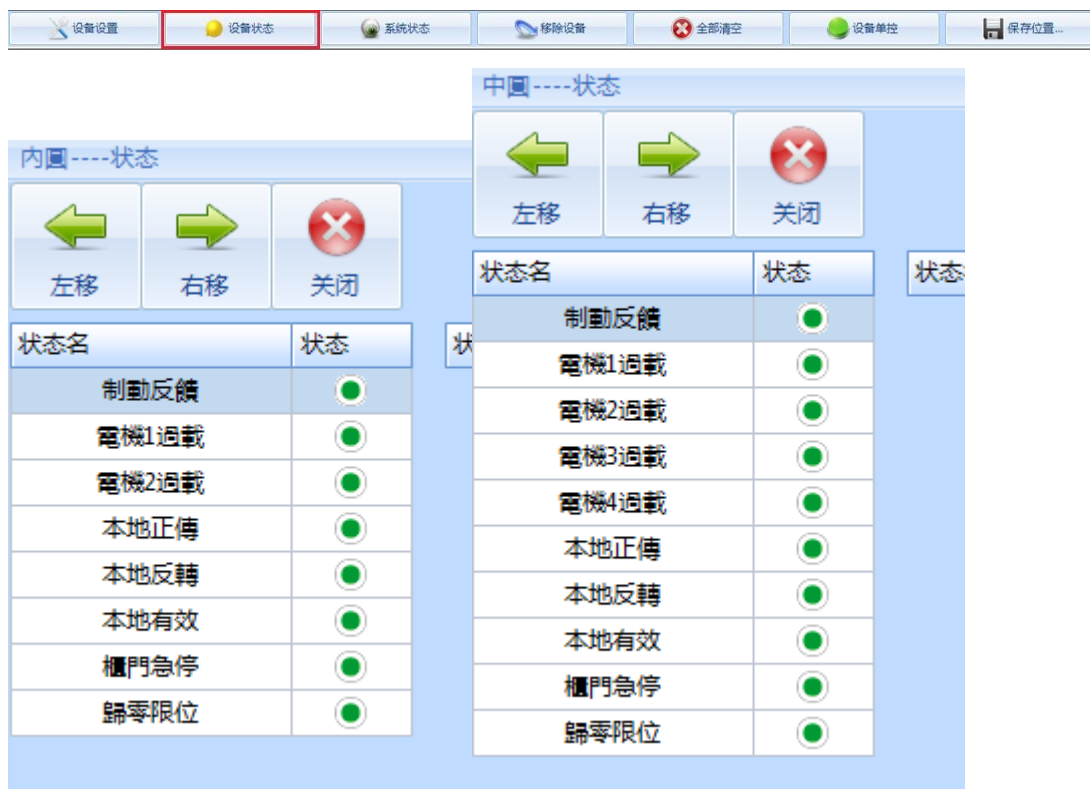 设备设置
设备状态
系统状态
移除设备
全部清空
设备单控
保存位置...
内圓----状态
左移 右移 关闭
状态名 状态 状
制動反饋
電機1過載
電機2過載
本地正傳
本地反轉
本地有效
櫃門急停
歸零限位
中圓----状态
左移 右移 关闭
状态名 状态 状态
制動反饋
電機1過載
電機2過載
電機3過載
電機4過載
本地正傳
本地反轉
本地有效
櫃門急停
歸零限位